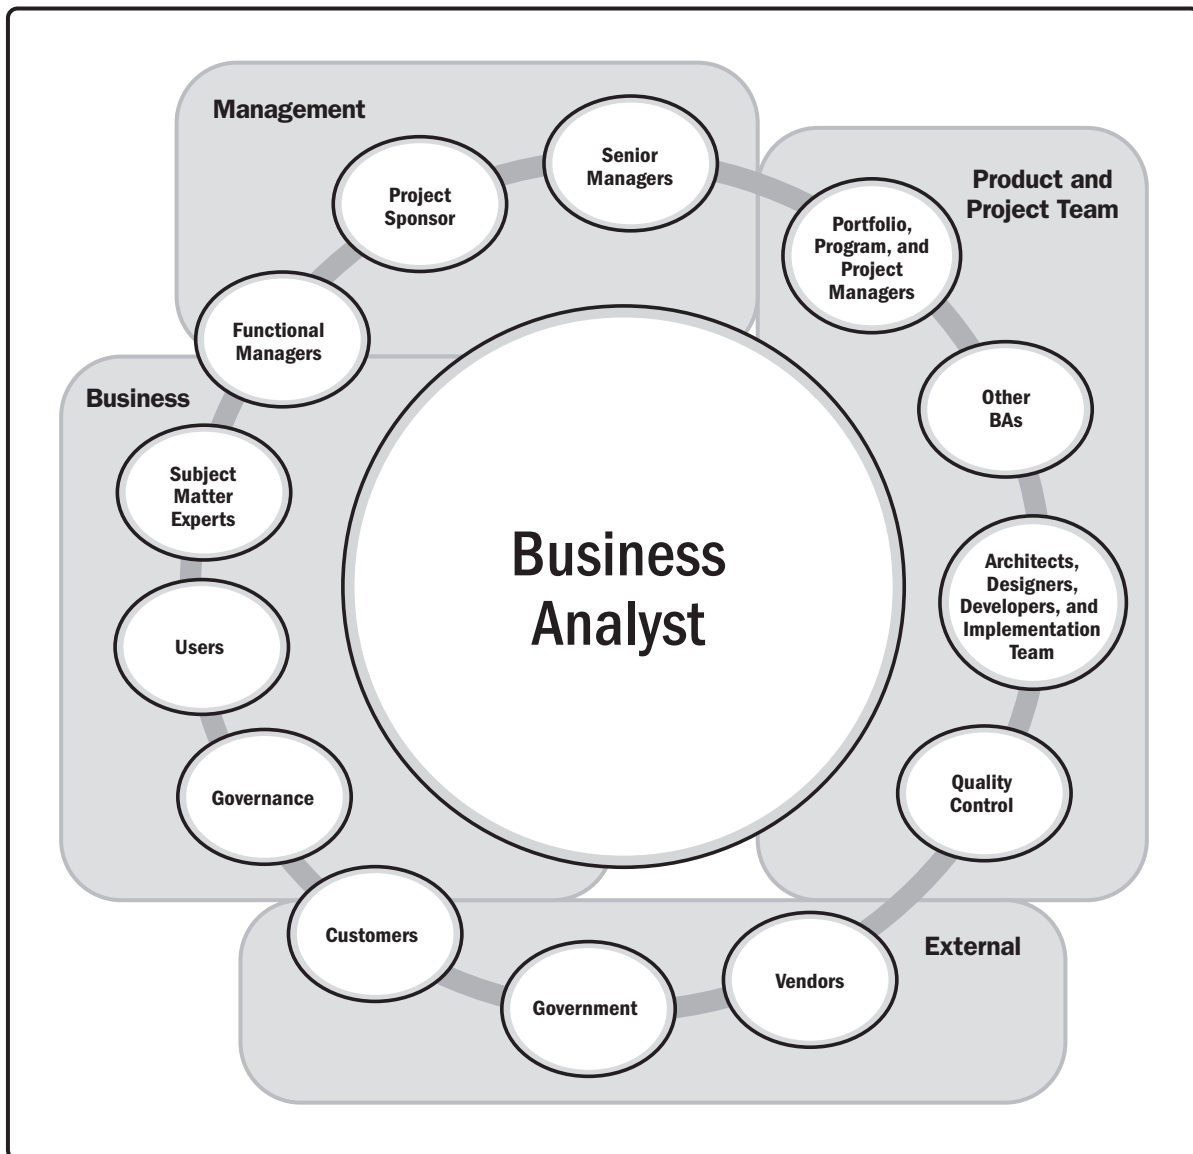 Management
Senior
Managers
Project
Sponsor
Product and
Project Team
Portfolio,
Program, and
Project
Managers
Functional
Managers
Business
Other
BAs
Subject
Matter
Experts
Business
Analyst
Architects,
Designers,
Developers, and
Implementation
Team
Users
Governance
Quality
Control
Customers
External
Vendors
Government